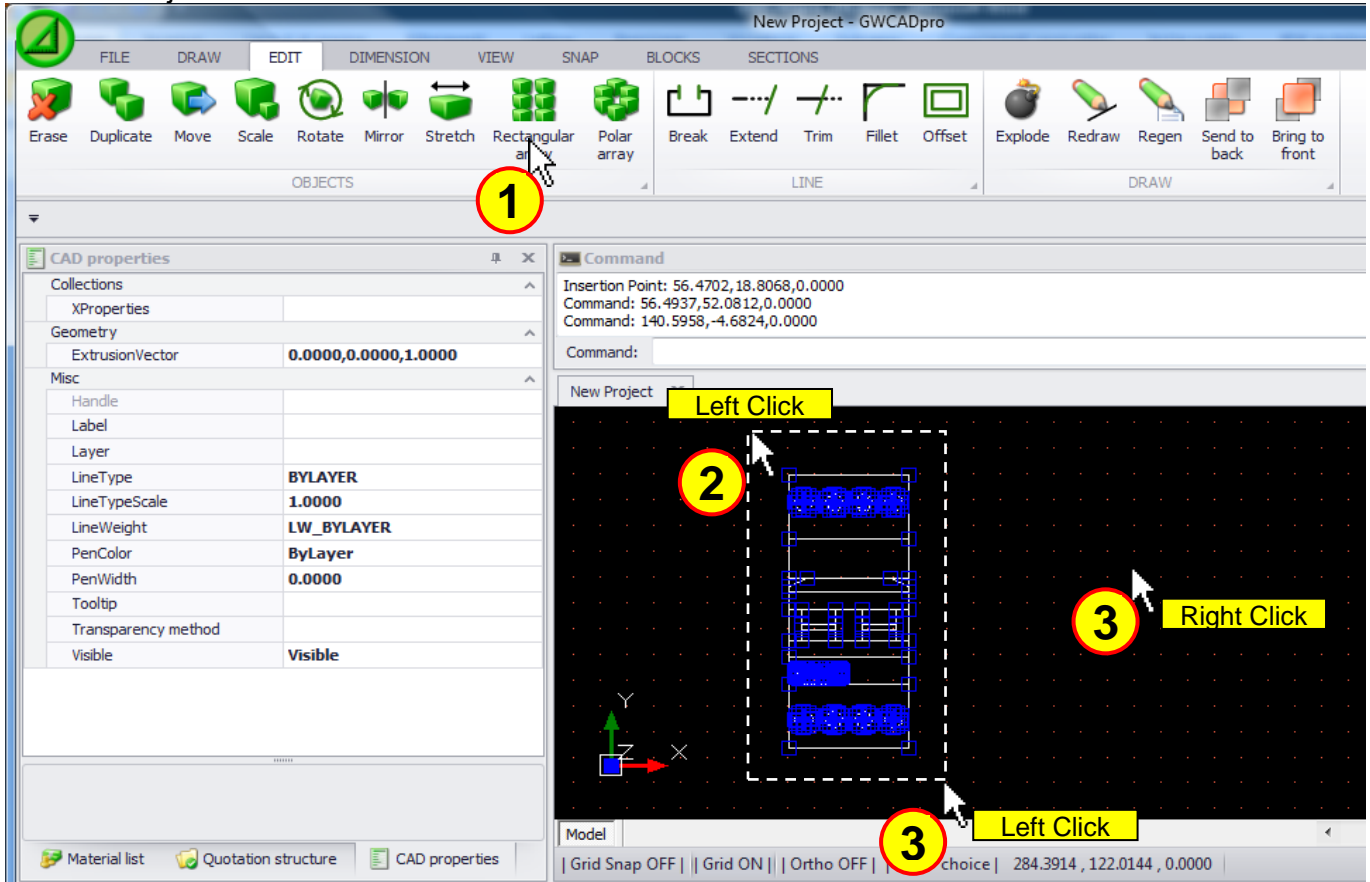 New Project - GWCADpro
FILE DRAW EDIT DIMENSION VIEW SNAP BLOCKS SECTIONS
Erase Duplicate Move Scale Rotate Mirror Stretch Rectangular Polar array Break Extend Trim Fillet Offset Explode Redraw Regen Send to back Bring to front
OBJECTS LINE DRAW
1
CAD properties
Collections
XProperties
Geometry
ExtrusionVector 0.0000,0.0000,1.0000
Misc
Handle
Label
Layer
LineType BYLAYER
LineTypeScale 1.0000
LineWeight LW_BYLAYER
PenColor ByLayer
PenWidth 0.0000
Tooltip
Transparency method
Visible Visible
Material list Quotation structure CAD properties
Command
Insertion Point: 56.4702,18.8068,0.0000
Command: 56.4937,52.0812,0.0000
Command: 140.5958,-4.6824,0.0000
Command:
New Project
Left Click
2
3 Right Click
Y
Z X
3 Left Click
Model
| Grid Snap OFF | | Grid ON | | Ortho OFF | choice | 284.3914 , 122.0144 , 0.0000